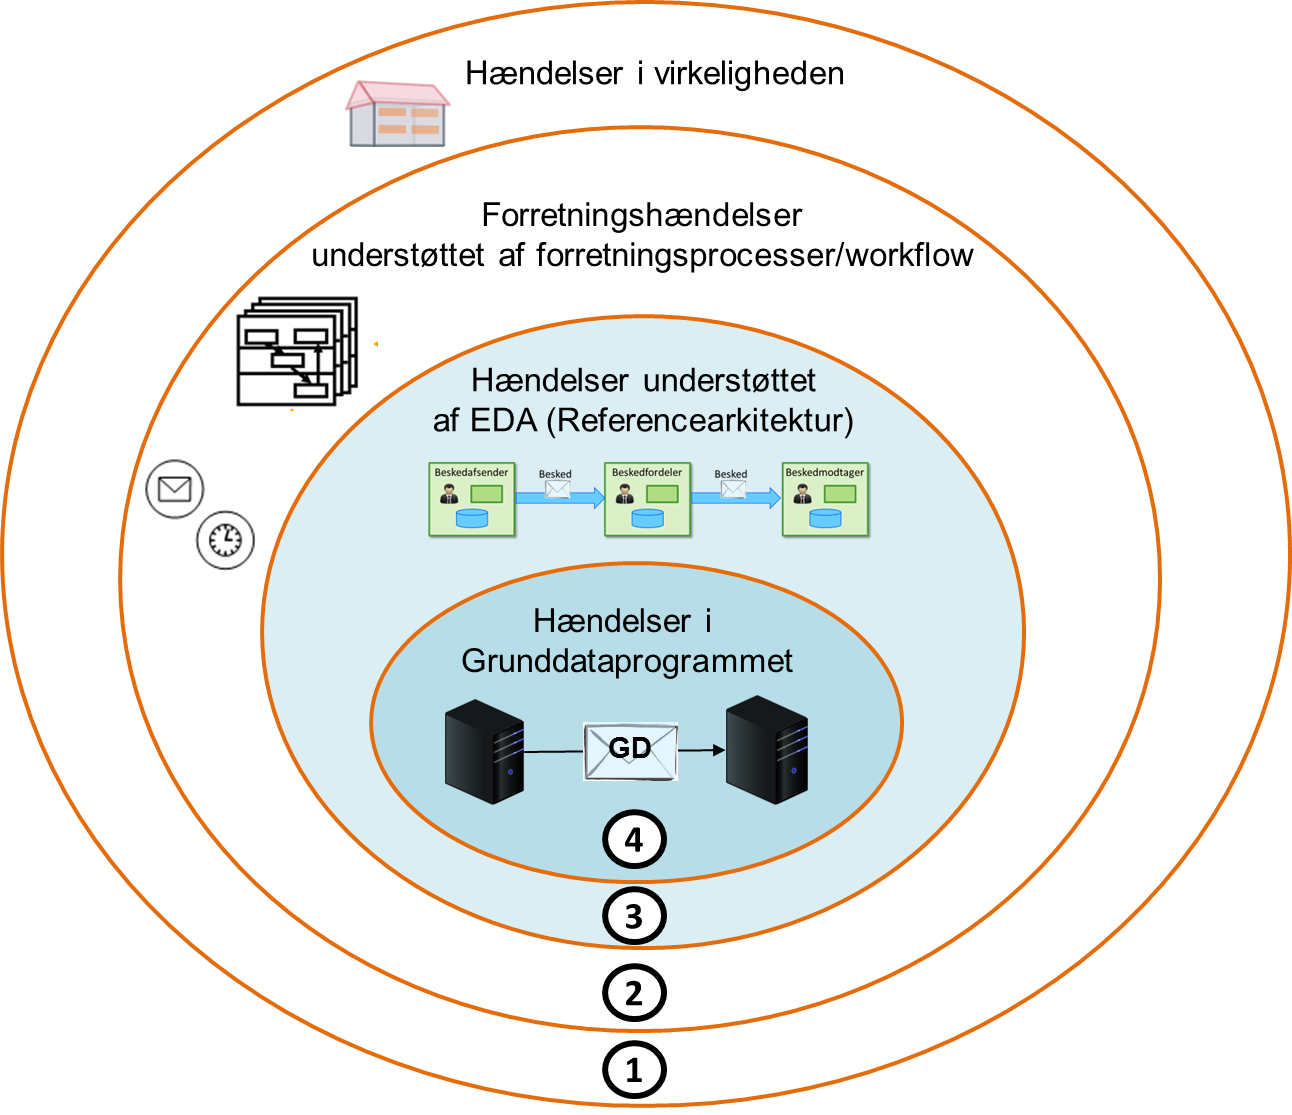 Hændelser i virkeligheden
Forretningshændelser
understøttet af forretningsprocesser/workflow
Hændelser understøttet
af EDA (Referencearkitektur)
Beskedafsender
Besked
Beskedfordeler
Besked
Beskedmodtager
Hændelser i
Grunddataprogrammet
GD
4
3
2
1